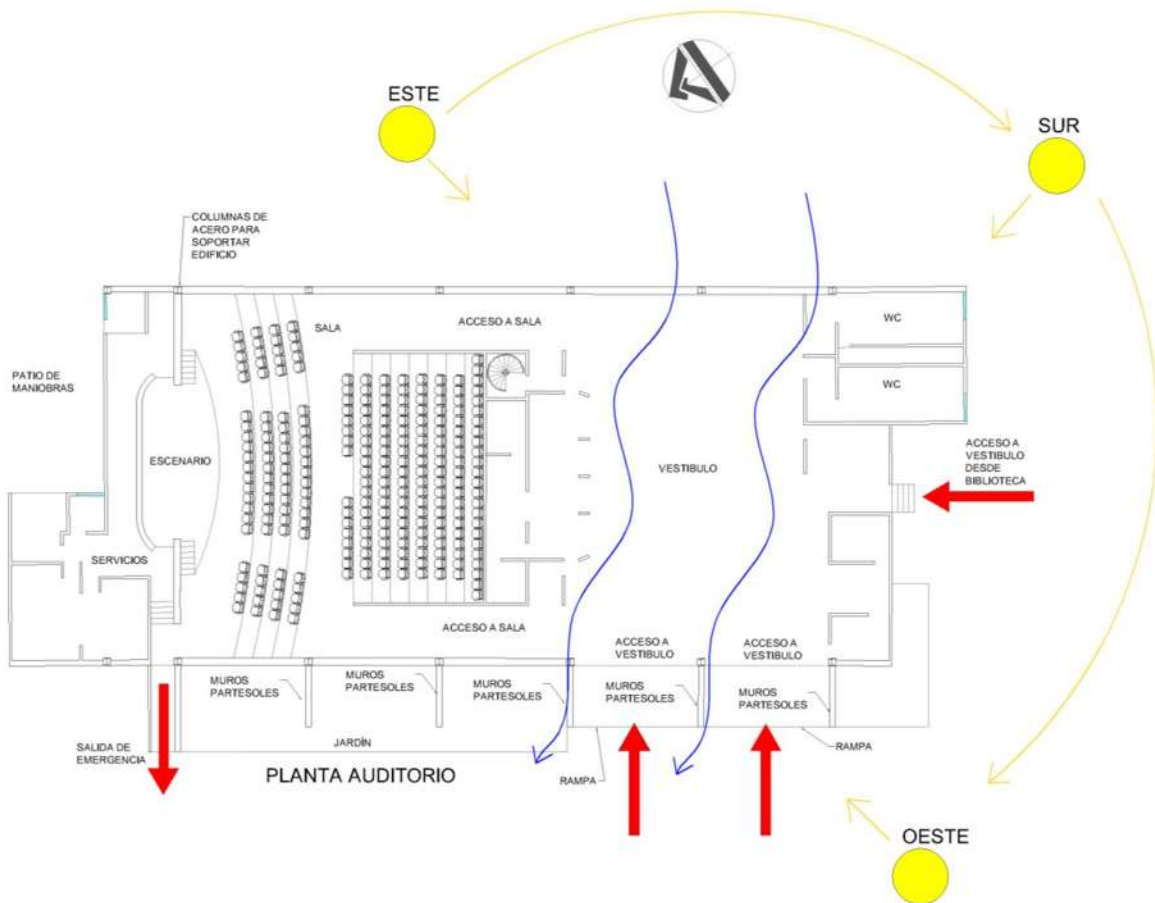 ESTE
SUR
COLUMNAS DE
ACERO PARA
SOPORTAR
EDIFICIO
SALA
ACCESO A SALA
WC
PATIO DE
MANIOBRAS
WC
ESCENARIO
VESTIBULO
ACCESO A
VESTIBULO
DESDE
BIBLIOTECA
SERVICIOS
ACCESO A SALA
ACCESO A
VESTIBULO
ACCESO A
VESTIBULO
MUROS
PARTESOLES
MUROS
PARTESOLES
MUROS
PARTESOLES
MUROS
PARTESOLES
MUROS
PARTESOLES
SALIDA DE
EMERGENCIA
JARDÍN
RAMPA
PLANTA AUDITORIO
RAMPA
OESTE